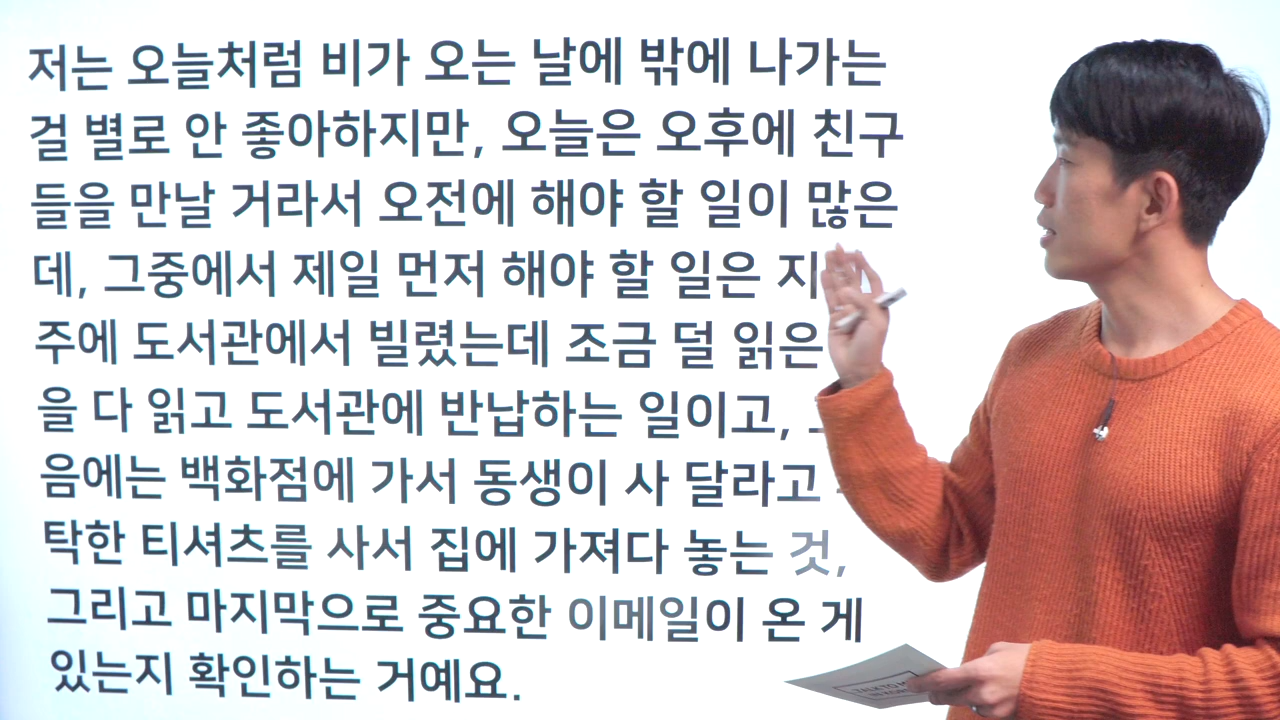 저는 오늘처럼 비가 오는 날에 밖에 나가는
걸 별로 안 좋아하지만, 오늘은 오후에 친구
들을 만날 거라서 오전에 해야 할 일이 많은
데, 그중에서 제일 먼저 해야 할 일은
주에 도서관에서 빌렸는데 조금 덜 읽은
을 다 읽고 도서관에 반납하는 일이고,
음에는 백화점에 가서 동생이 사 달라고
탁한 티셔츠를 사서 집에 가져다 놓는 것,
그리고 마지막으로 중요한 이메일이 온 게
있는지 확인하는 거예요.
TALK TO ME
IN KOREAN